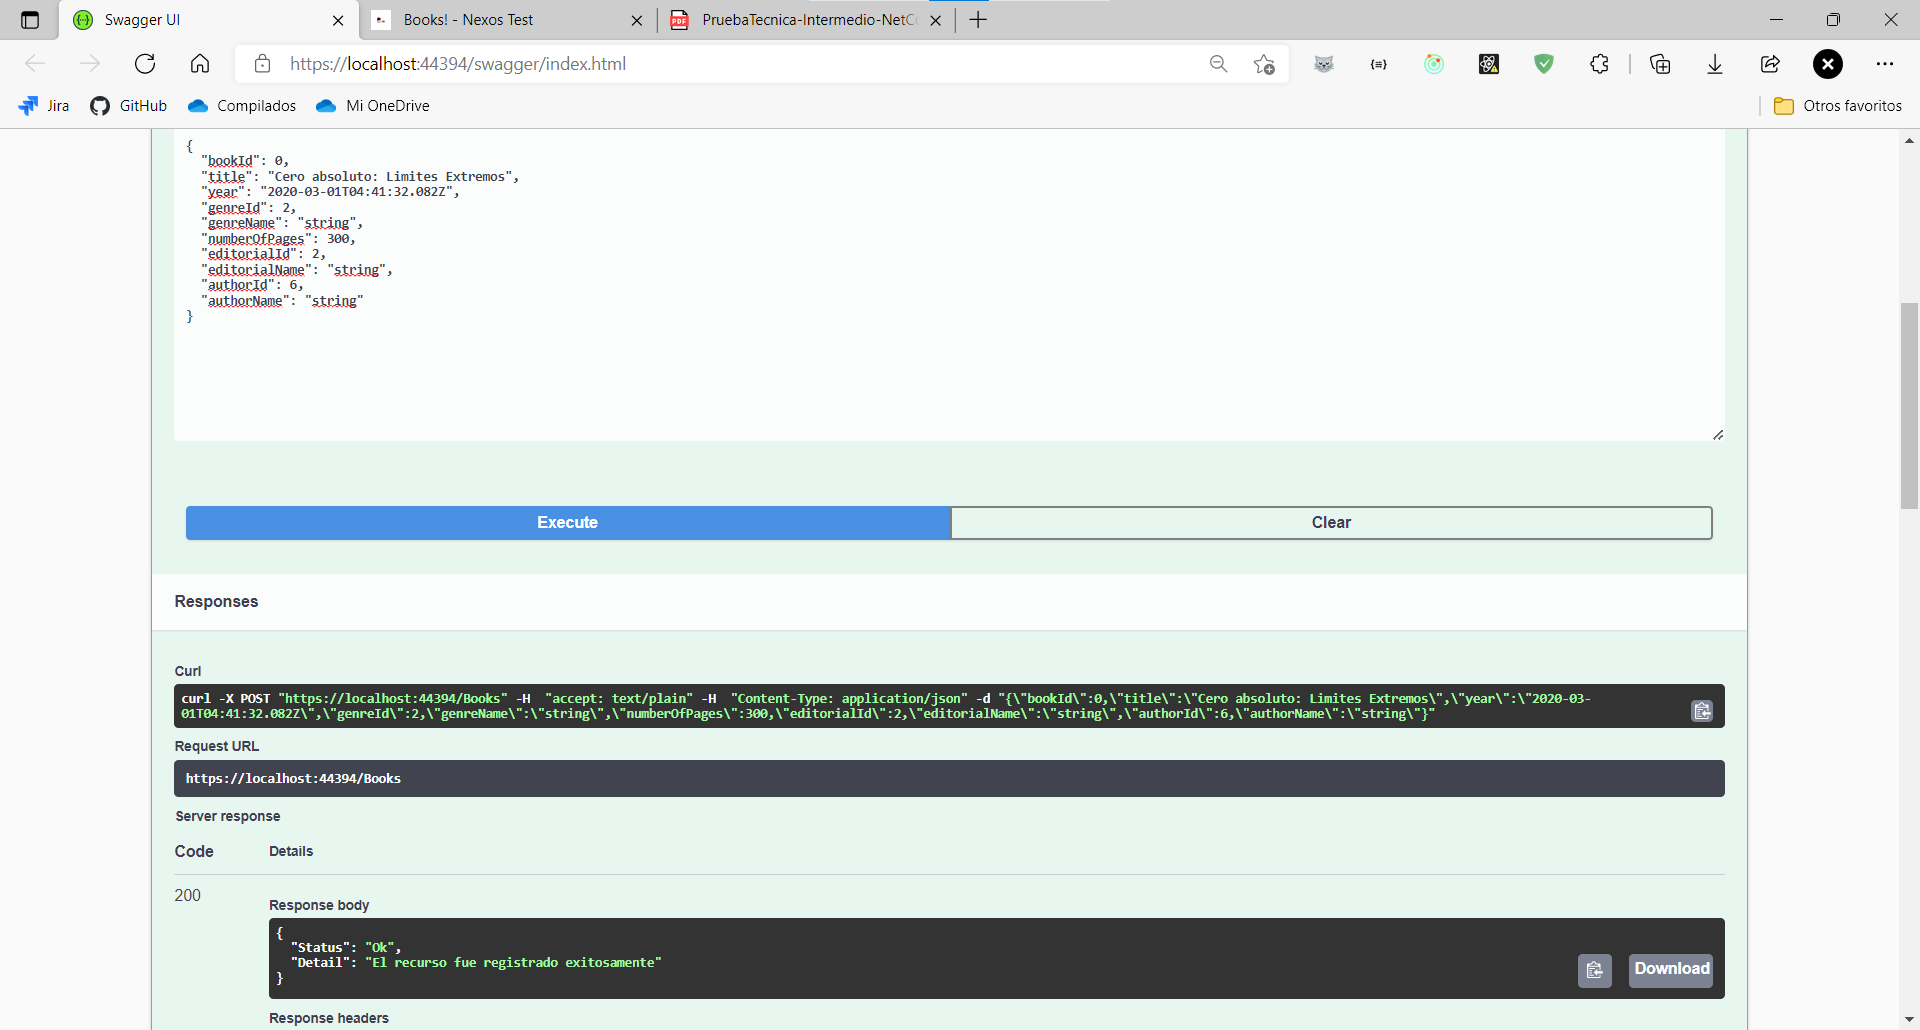 Swagger UI
Books! - Nexos Test
PDF
PruebaTecnica-Intermedio-NetC
https://localhost:44394/swagger/index.html
Jira
GitHub
Compilados
Mi OneDrive
Otros favoritos
{
"bookId": 0,
"title": "Cero absoluto: Limites Extremos",
"year": "2020-03-01T04:41:32.082Z",
"genreId": 2,
"genreName": "string",
"numberOfPages": 300,
"editorialId": 2,
"editorialName": "string",
"authorId": 6,
"authorName": "string"
}
Execute
Clear
Responses
Curl
curl -X POST "https://localhost:44394/Books" -H  "accept: text/plain" -H  "Content-Type: application/json" -d "{\"bookId\":0,\"title\":\"Cero absoluto: Limites Extremos\",\"year\":\"2020-03-
01T04:41:32.082Z\",\"genreId\":2,\"genreName\":\"string\",\"numberOfPages\":300,\"editorialId\":2,\"editorialName\":\"string\",\"authorId\":6,\"authorName\":\"string\"}"
Request URL
https://localhost:44394/Books
Server response
Code
Details
200
Response body
{
"Status": "Ok",
"Detail": "El recurso fue registrado exitosamente"
}
Download
Response headers